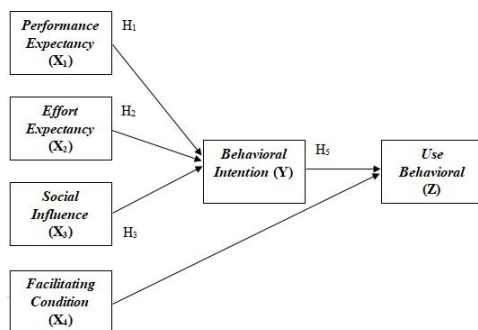 Performance
Expectancy
(X₁)
H₁
Effort
Expectancy
(X₂)
H₂
Social
Influence
(X₃)
H₃
Facilitating
Condition
(X₄)
Behavioral
Intention (Y)
H₅
Use
Behavioral
(Z)